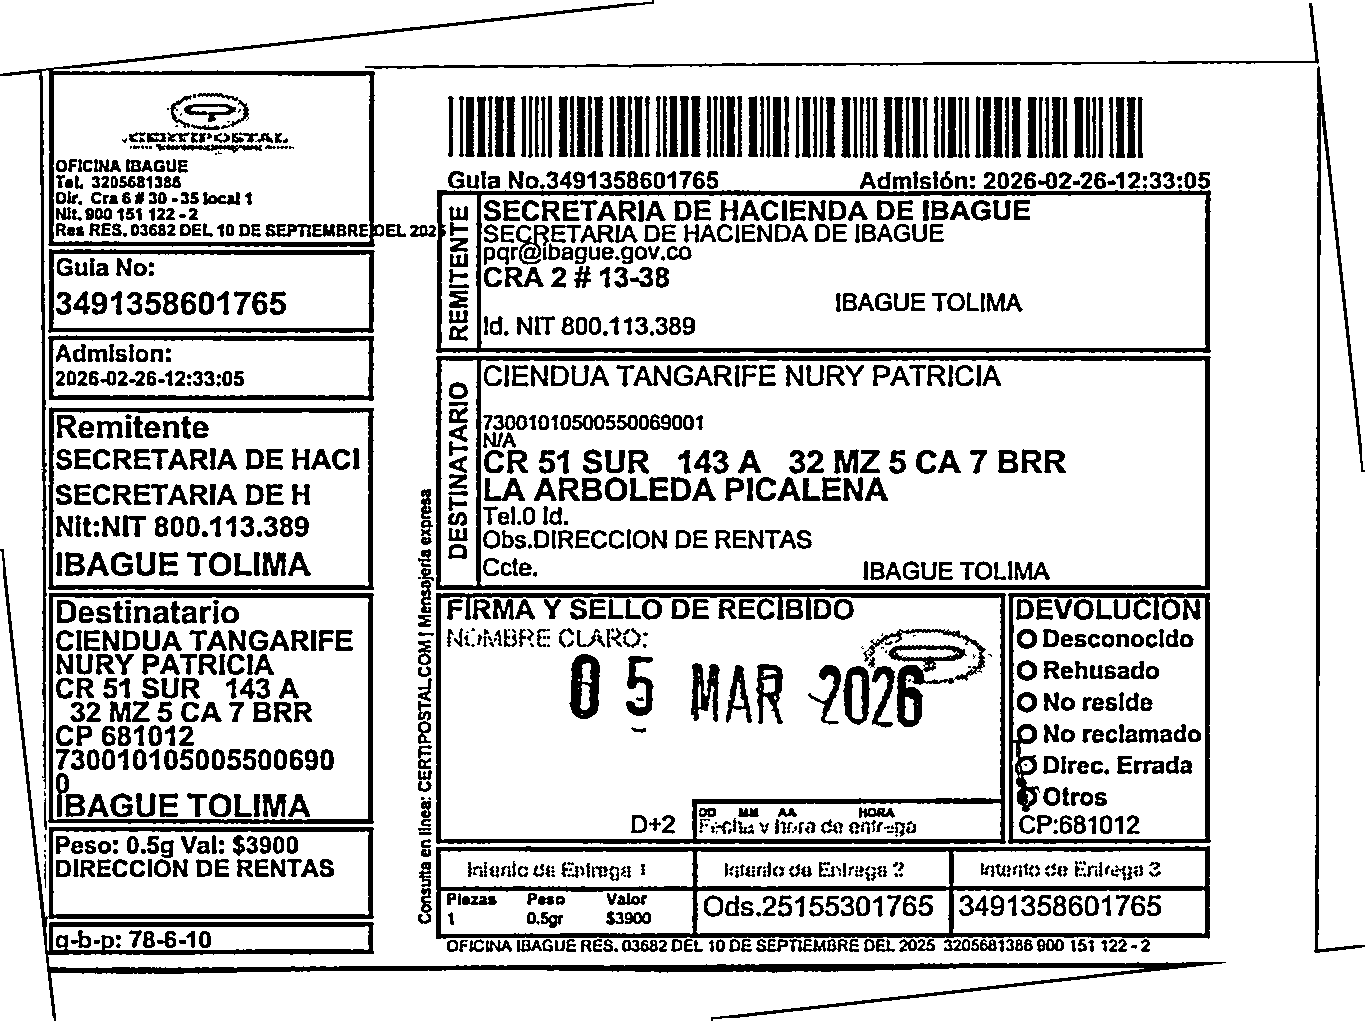 CERTIPOSTAL
OFICINA IBAGUE
Tel. 3205681386
Dir. Cra 6 # 30 - 35 local 1
Nit. 900 151 122 - 2
Res RES. 03682 DEL 10 DE SEPTIEMBRE DEL 2025
Guia No:
3491358601765
Admision:
2026-02-26-12:33:05
Remitente
SECRETARIA DE HACI
SECRETARIA DE H
Nit:NIT 800.113.389
IBAGUE TOLIMA
Destinatario
CIENDUA TANGARIFE
NURY PATRICIA
CR 51 SUR 143 A
32 MZ 5 CA 7 BRR
CP 681012
730010105005500690
0
IBAGUE TOLIMA
Peso: 0.5g Val: $3900
DIRECCION DE RENTAS
g-b-p: 78-6-10
Consulta en linea: CERTIPOSTAL.COM | Mensajeria expresa
Guia No.3491358601765 Admisión: 2026-02-26-12:33:05
REMITENTE
SECRETARIA DE HACIENDA DE IBAGUE
SECRETARIA DE HACIENDA DE IBAGUE
pqr@ibague.gov.co
CRA 2 # 13-38
IBAGUE TOLIMA
Id. NIT 800.113.389
DESTINATARIO
CIENDUA TANGARIFE NURY PATRICIA
73001010500550069001
N/A
CR 51 SUR 143 A 32 MZ 5 CA 7 BRR
LA ARBOLEDA PICALENA
Tel.0 Id.
Obs.DIRECCION DE RENTAS
Ccte. IBAGUE TOLIMA
FIRMA Y SELLO DE RECIBIDO
NOMBRE CLARO:
05 MAR 2026
D+2
DD MM AA HORA
Fecha y hora de entrega
DEVOLUCION
Desconocido
Rehusado
No reside
No reclamado
Direc. Errada
Otros
CP:681012
Intento de Entrega 1 Intento de Entrega 2 Intento de Entrega 3
Piezas Peso Valor
1 0.5gr $3900
Ods.25155301765 3491358601765
OFICINA IBAGUE RES. 03682 DEL 10 DE SEPTIEMBRE DEL 2025 3205681386 900 151 122 - 2